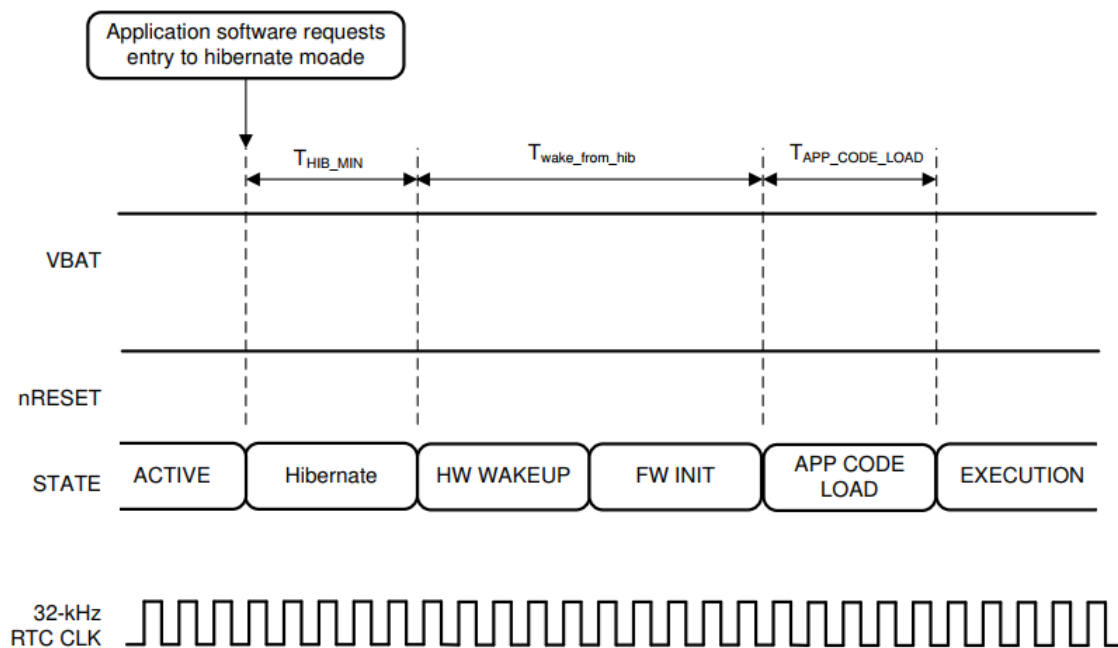 Application software requests
entry to hibernate moade
THIB_MIN
Twake_from_hib
TAPP_CODE_LOAD
VBAT
nRESET
STATE
ACTIVE
Hibernate
HW WAKEUP
FW INIT
APP CODE
LOAD
EXECUTION
32-kHz
RTC CLK